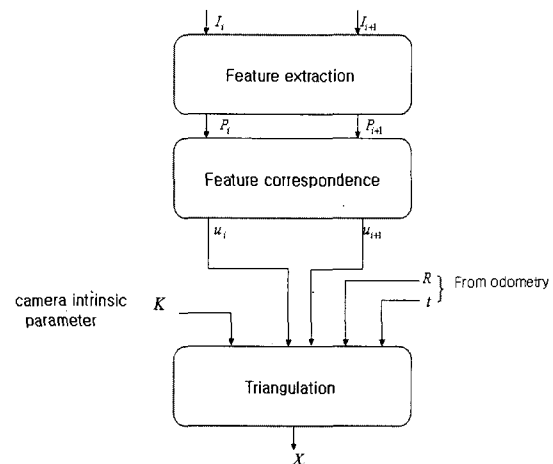 I_i I_{i+1}
Feature extraction
P_i P_{i+1}
Feature correspondence
u_i u_{i+1}
R
t
} From odometry
camera intrinsic
parameter
K
Triangulation
X